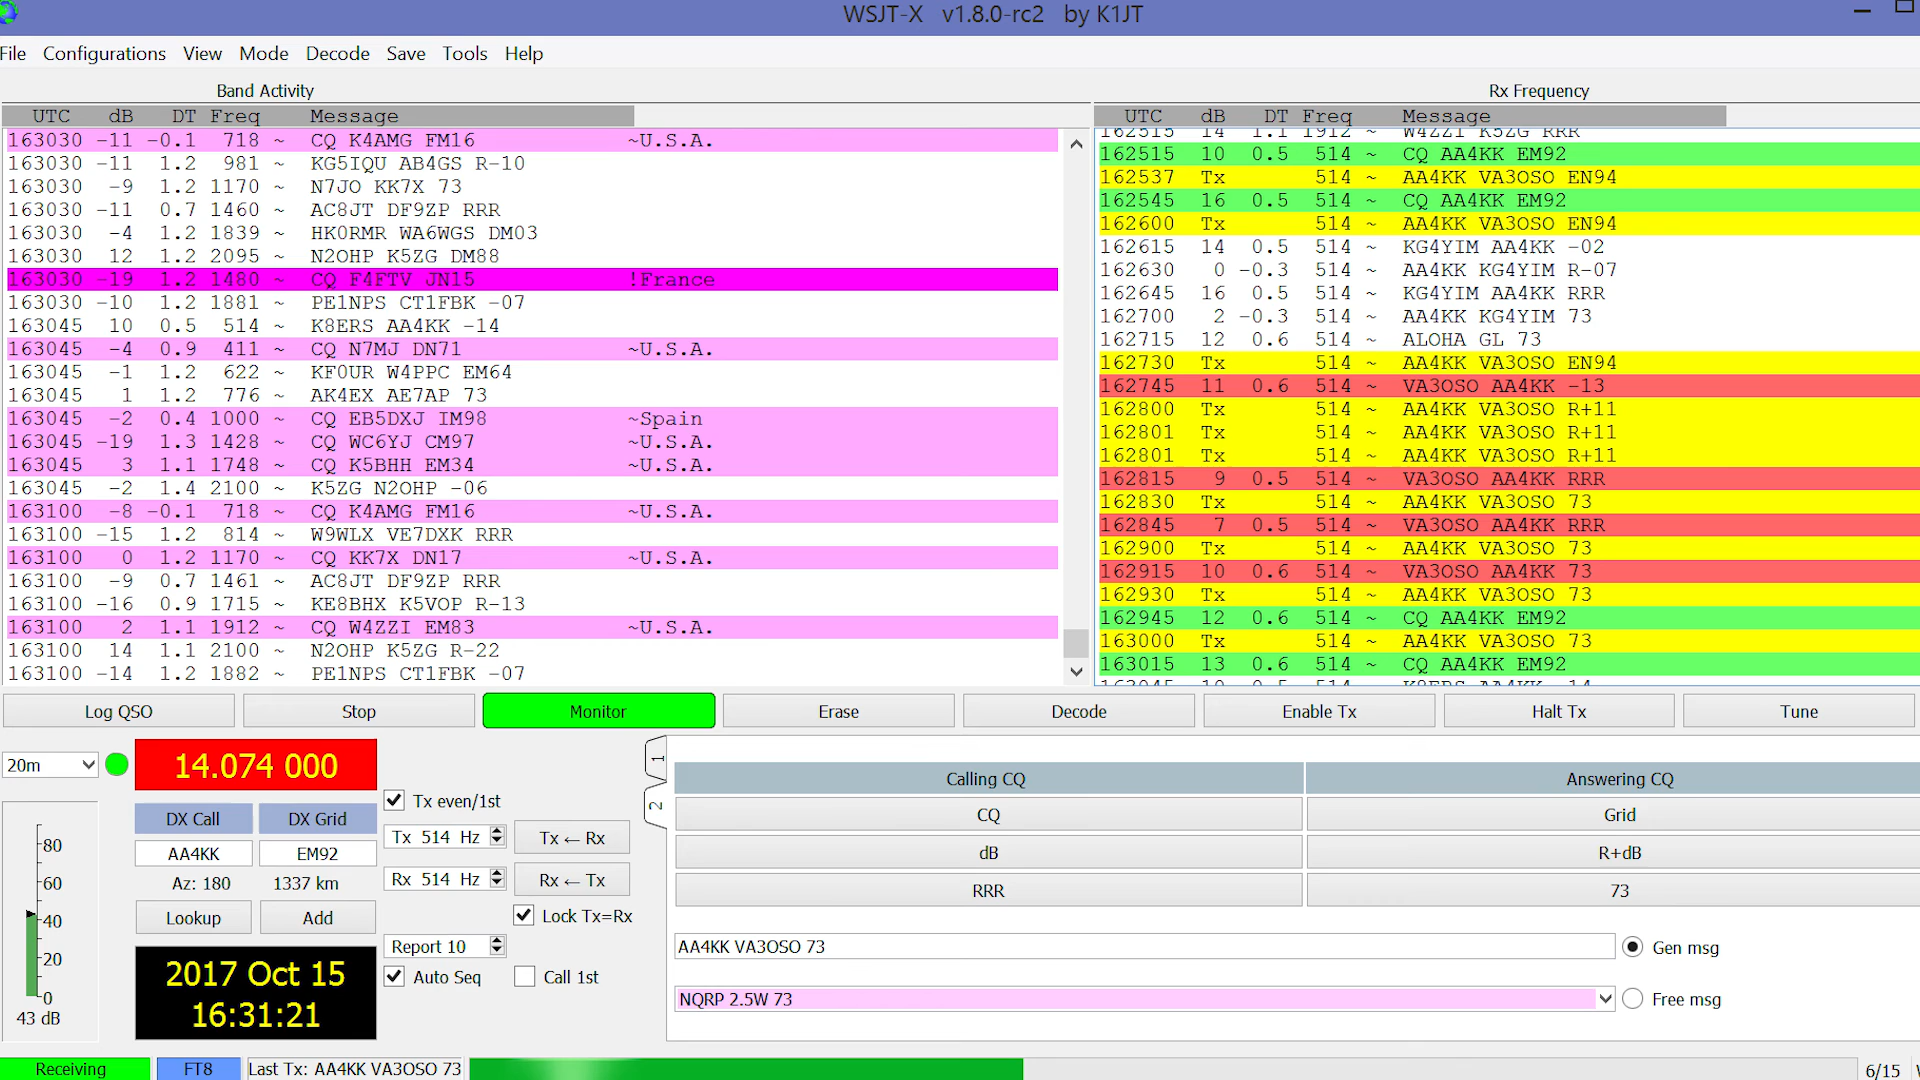 WSJT-X v1.8.0-rc2 by K1JT
File Configurations View Mode Decode Save Tools Help
Band Activity
UTC dB DT Freq Message
163030 -11 -0.1 718 ~ CQ K4AMG FM16 ~U.S.A.
163030 -11 1.2 981 ~ KG5IQU AB4GS R-10
163030 -9 1.2 1170 ~ N7JO KK7X 73
163030 -11 0.7 1460 ~ AC8JT DF9ZP RRR
163030 -4 1.2 1839 ~ HK0RMR WA6WGS DM03
163030 12 1.2 2095 ~ N2OHP K5ZG DM88
163030 -19 1.2 1480 ~ CQ F4FTV JN15 !France
163030 -10 1.2 1881 ~ PE1NPS CT1FBK -07
163045 10 0.5 514 ~ K8ERS AA4KK -14
163045 -4 0.9 411 ~ CQ N7MJ DN71 ~U.S.A.
163045 -1 1.2 622 ~ KF0UR W4PPC EM64
163045 1 1.2 776 ~ AK4EX AE7AP 73
163045 -2 0.4 1000 ~ CQ EB5DXJ IM98 ~Spain
163045 -19 1.3 1428 ~ CQ WC6YJ CM97 ~U.S.A.
163045 3 1.1 1748 ~ CQ K5BHH EM34 ~U.S.A.
163045 -2 1.4 2100 ~ K5ZG N2OHP -06
163100 -8 -0.1 718 ~ CQ K4AMG FM16 ~U.S.A.
163100 -15 1.2 814 ~ W9WLX VE7DXK RRR
163100 0 1.2 1170 ~ CQ KK7X DN17 ~U.S.A.
163100 -9 0.7 1461 ~ AC8JT DF9ZP RRR
163100 -16 0.9 1715 ~ KE8BHX K5VOP R-13
163100 2 1.1 1912 ~ CQ W4ZZI EM83 ~U.S.A.
163100 14 1.1 2100 ~ N2OHP K5ZG R-22
163100 -14 1.2 1882 ~ PE1NPS CT1FBK -07
Rx Frequency
UTC dB DT Freq Message
162515 14 1.1 1912 ~ W4ZZI K5ZG RRR
162515 10 0.5 514 ~ CQ AA4KK EM92
162537 Tx 514 ~ AA4KK VA3OSO EN94
162545 16 0.5 514 ~ CQ AA4KK EM92
162600 Tx 514 ~ AA4KK VA3OSO EN94
162615 14 0.5 514 ~ KG4YIM AA4KK -02
162630 0 -0.3 514 ~ AA4KK KG4YIM R-07
162645 16 0.5 514 ~ KG4YIM AA4KK RRR
162700 2 -0.3 514 ~ AA4KK KG4YIM 73
162715 12 0.6 514 ~ ALOHA GL 73
162730 Tx 514 ~ AA4KK VA3OSO EN94
162745 11 0.6 514 ~ VA3OSO AA4KK -13
162800 Tx 514 ~ AA4KK VA3OSO R+11
162801 Tx 514 ~ AA4KK VA3OSO R+11
162801 Tx 514 ~ AA4KK VA3OSO R+11
162815 9 0.5 514 ~ VA3OSO AA4KK RRR
162830 Tx 514 ~ AA4KK VA3OSO 73
162845 7 0.5 514 ~ VA3OSO AA4KK RRR
162900 Tx 514 ~ AA4KK VA3OSO 73
162915 10 0.6 514 ~ VA3OSO AA4KK 73
162930 Tx 514 ~ AA4KK VA3OSO 73
162945 12 0.6 514 ~ CQ AA4KK EM92
163000 Tx 514 ~ AA4KK VA3OSO 73
163015 13 0.6 514 ~ CQ AA4KK EM92
163045 10 0.5 514 ~ K8ERS AA4KK -14
Log QSO Stop Monitor Erase Decode Enable Tx Halt Tx Tune
20m 14.074 000
DX Call DX Grid
AA4KK EM92
Az: 180 1337 km
Lookup Add
2017 Oct 15
16:31:21
80
60
40
20
0
43 dB
Tx even/1st
Tx 514 Hz Tx ← Rx
Rx 514 Hz Rx ← Tx
Lock Tx=Rx
Report 10
Auto Seq Call 1st
1
2
Calling CQ Answering CQ
CQ Grid
dB R+dB
RRR 73
AA4KK VA3OSO 73 Gen msg
NQRP 2.5W 73 Free msg
Receiving FT8 Last Tx: AA4KK VA3OSO 73 6/15